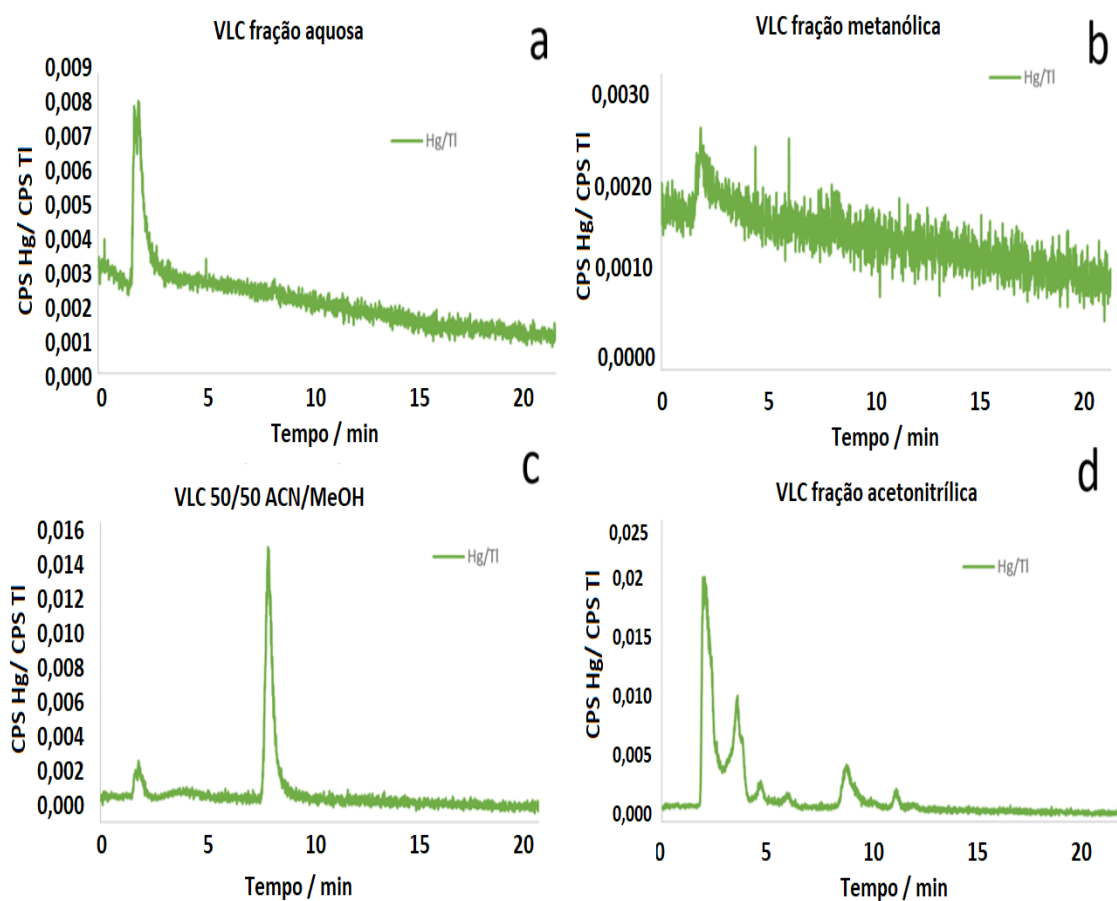 VLC fração aquosa
a
0,009
0,008
0,007
0,006
0,005
0,004
0,003
0,002
0,001
0,000
CPS Hg/ CPS Tl
Hg/Tl
0 5 10 15 20
Tempo / min
VLC fração metanólica
b
0,0030
0,0020
0,0010
0,0000
CPS Hg/ CPS Tl
Hg/Tl
0 5 10 15 20
Tempo / min
c
VLC 50/50 ACN/MeOH
0,016
0,014
0,012
0,010
0,008
0,006
0,004
0,002
0,000
CPS Hg/ CPS Tl
Hg/Tl
0 5 10 15 20
Tempo / min
VLC fração acetonitrílica
d
0,025
0,02
0,015
0,010
0,005
0,000
CPS Hg/ CPS Tl
Hg/Tl
0 5 10 15 20
Tempo / min